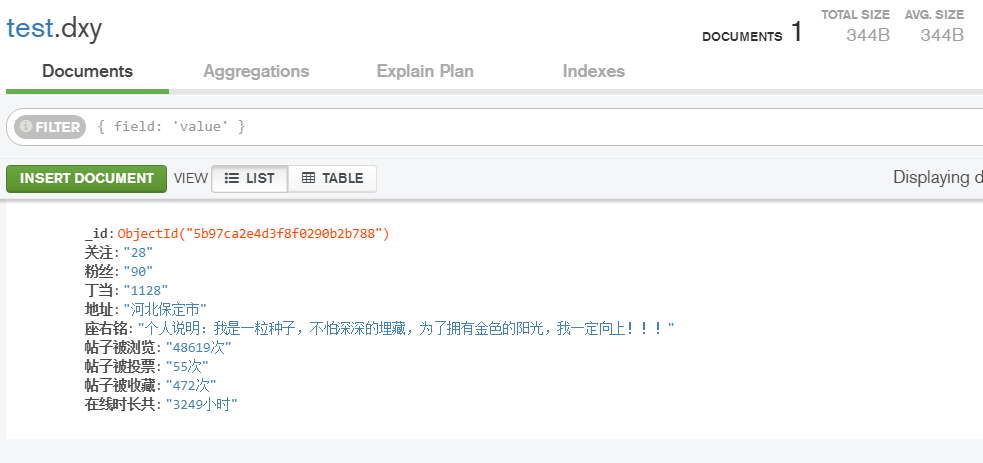 test.dxy
DOCUMENTS 1 TOTAL SIZE 344B AVG. SIZE 344B
Documents Aggregations Explain Plan Indexes
FILTER { field: 'value' }
INSERT DOCUMENT VIEW LIST TABLE Displaying d
_id: ObjectId("5b97ca2e4d3f8f0290b2b788")
关注: "28"
粉丝: "90"
丁当: "1128"
地址: "河北保定市"
座右铭: "个人说明：我是一粒种子，不怕深深的埋藏，为了拥有金色的阳光，我一定向上！！！"
帖子被浏览: "48619次"
帖子被投票: "55次"
帖子被收藏: "472次"
在线时长共: "3249小时"